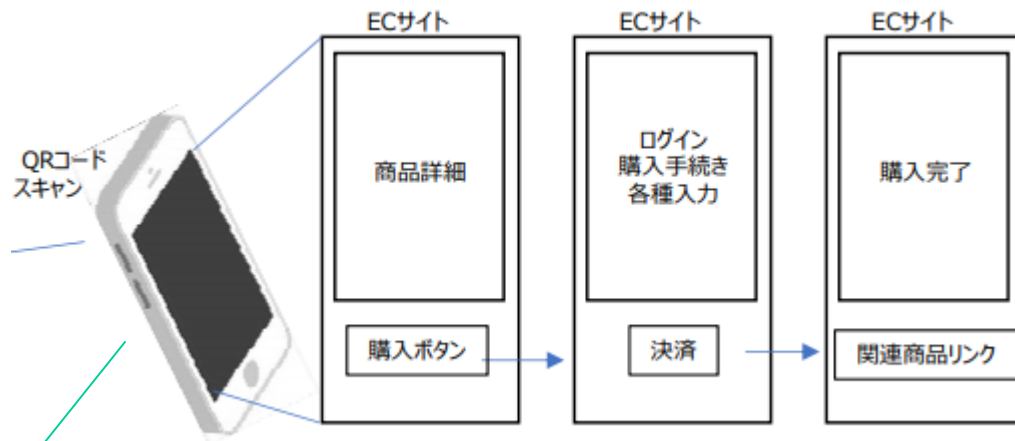 ECサイト
ECサイト
ECサイト
QRコード
スキャン
商品詳細
ログイン
購入手続き
各種入力
購入完了
購入ボタン
決済
関連商品リンク